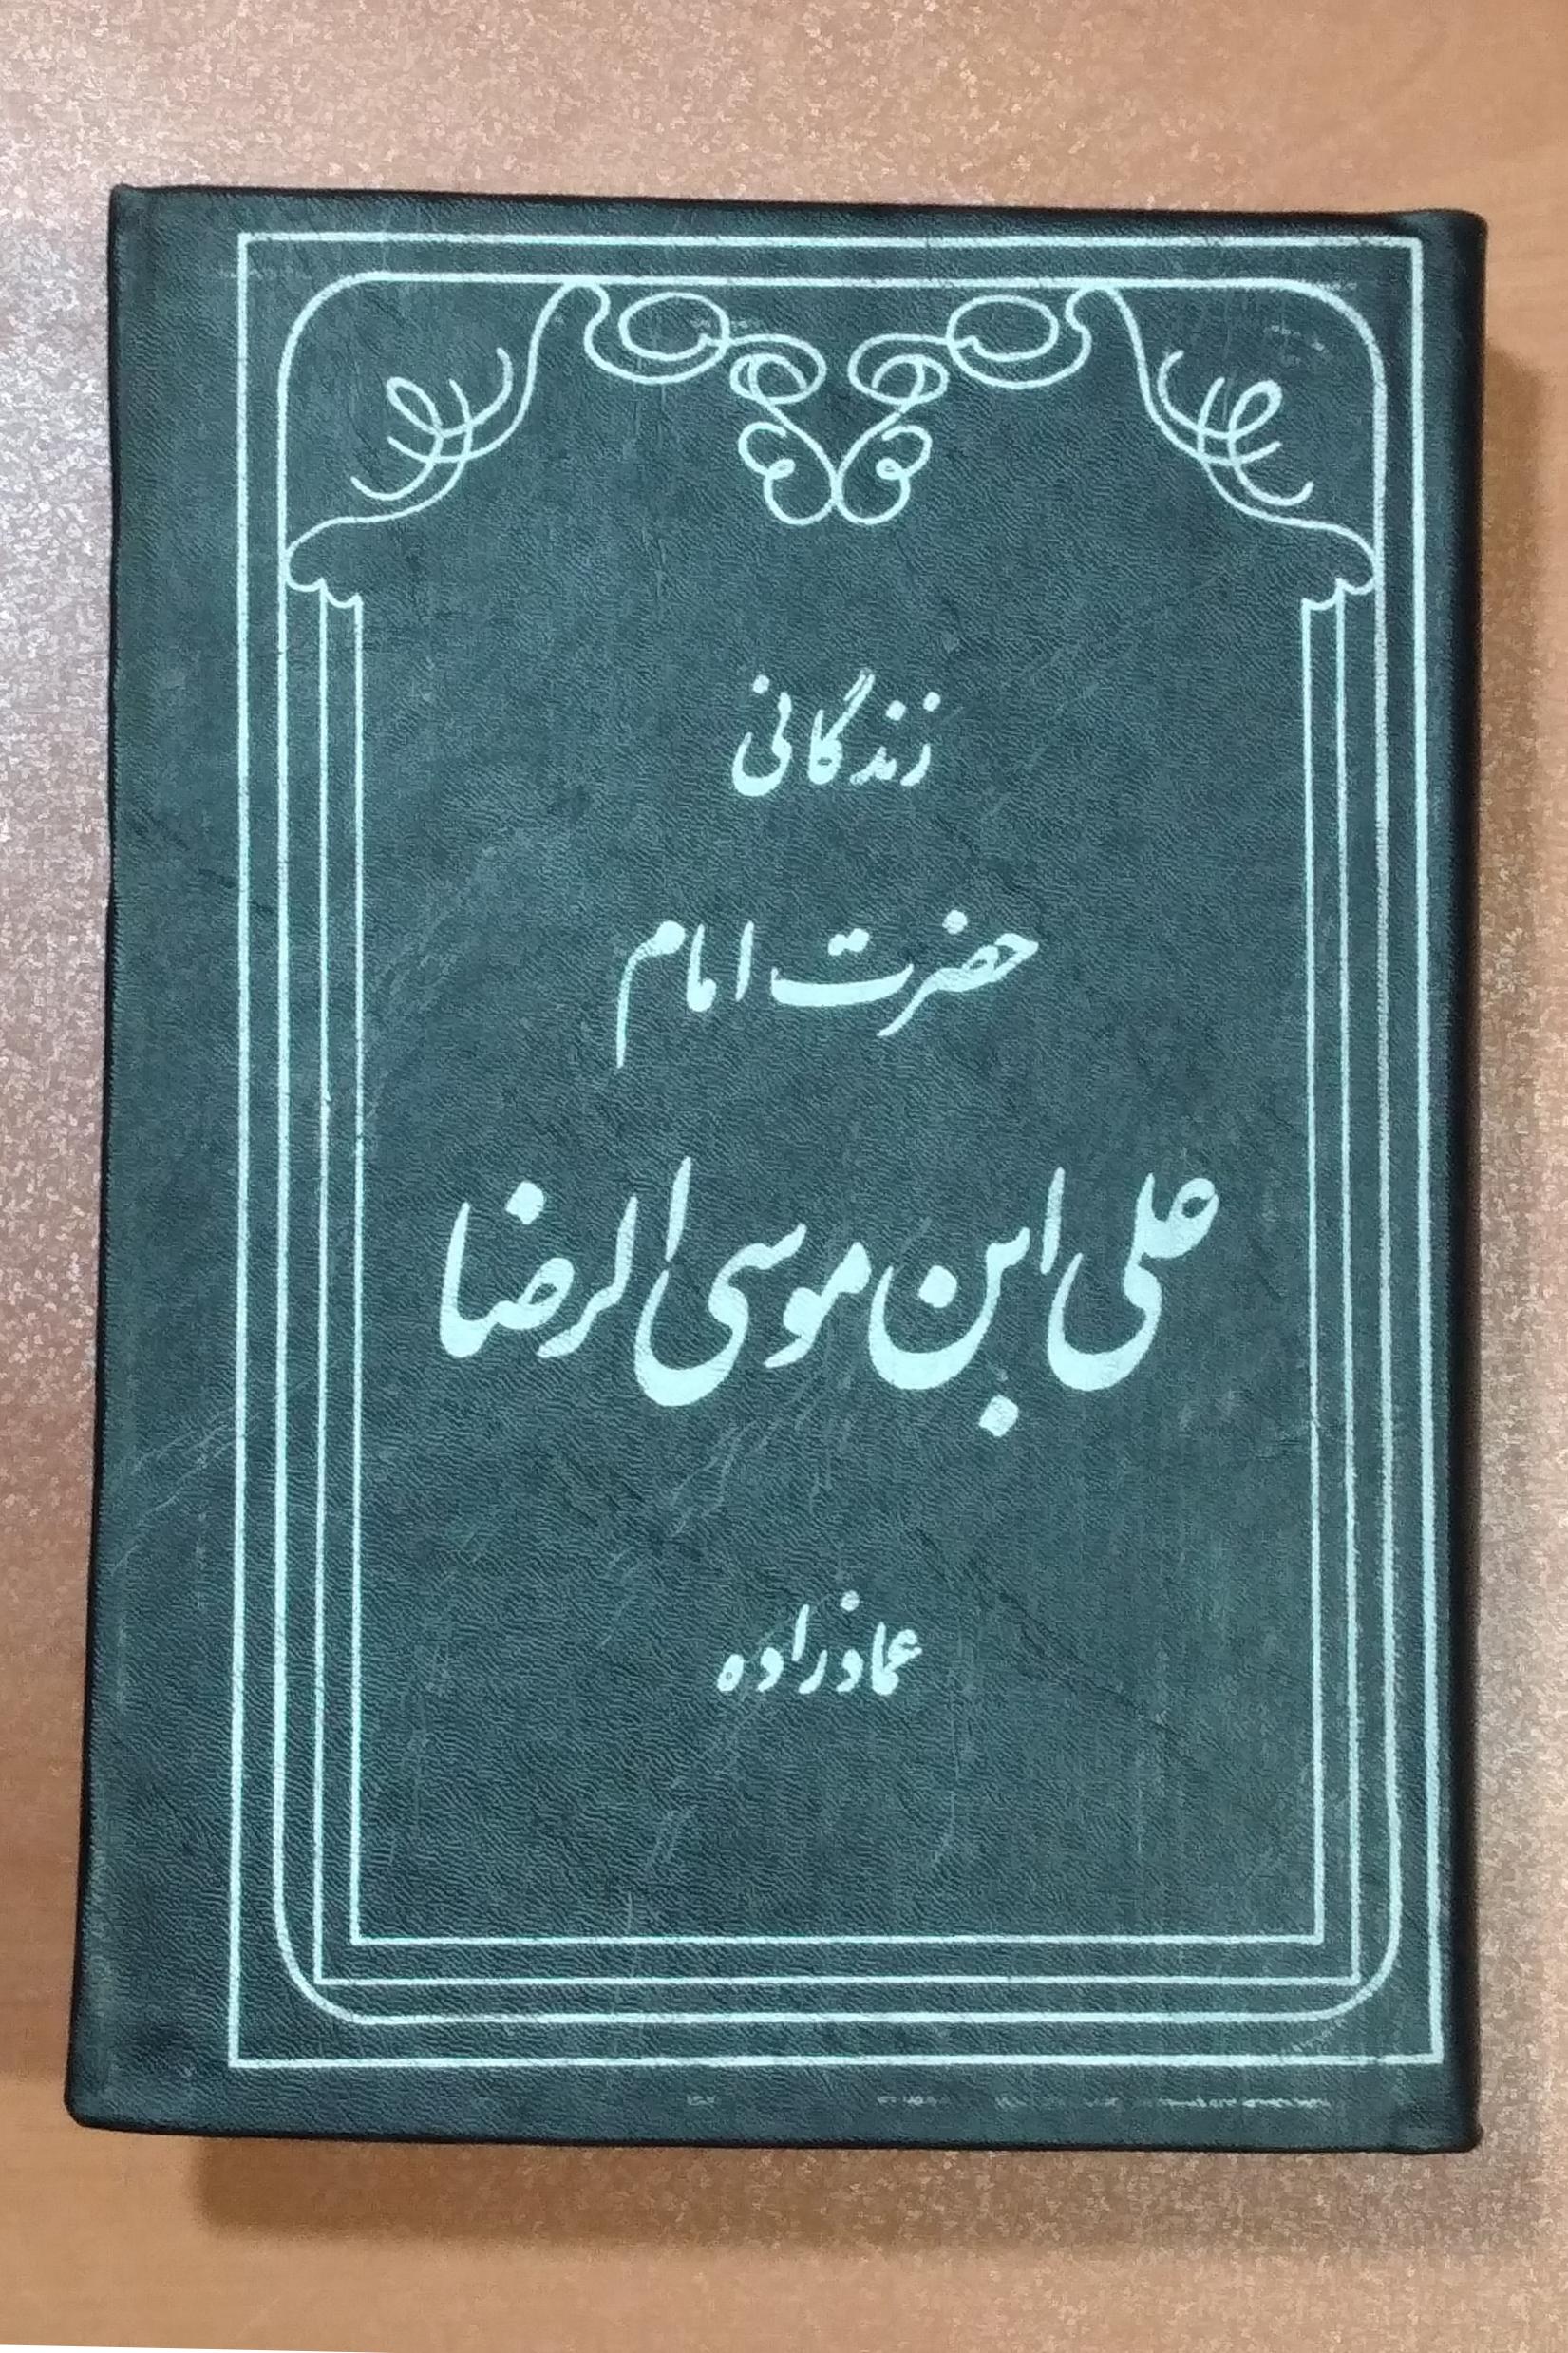 زندگانی
حضرت امام
علی ابن موسی الرضا
عمادزاده